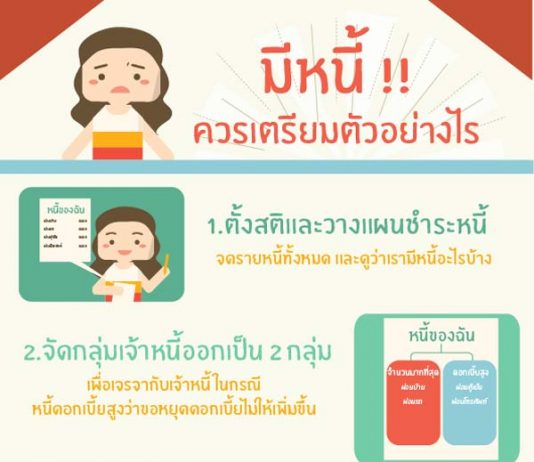 มีหนี้ !!
ควรเตรียมตัวอย่างไร
หนี้ของฉัน
1.ตั้งสติและวางแผนชำระหนี้
จดรายหนี้ทั้งหมด และดูว่าเรามีหนี้อะไรบ้าง
2.จัดกลุ่มเจ้าหนี้ออกเป็น 2 กลุ่ม
เพื่อเจรจากับเจ้าหนี้ในกรณี
หนี้ดอกเบี้ยสูงว่าขอหยุดดอกเบี้ยไม่ให้เพิ่มขึ้น
หนี้ของฉัน
จำนวนมากที่สุด
ผ่อนบ้าน
ผ่อนรถ
ดอกเบี้ยสูง
ผ่อนตู้เย็น
ผ่อนโทรศัพท์